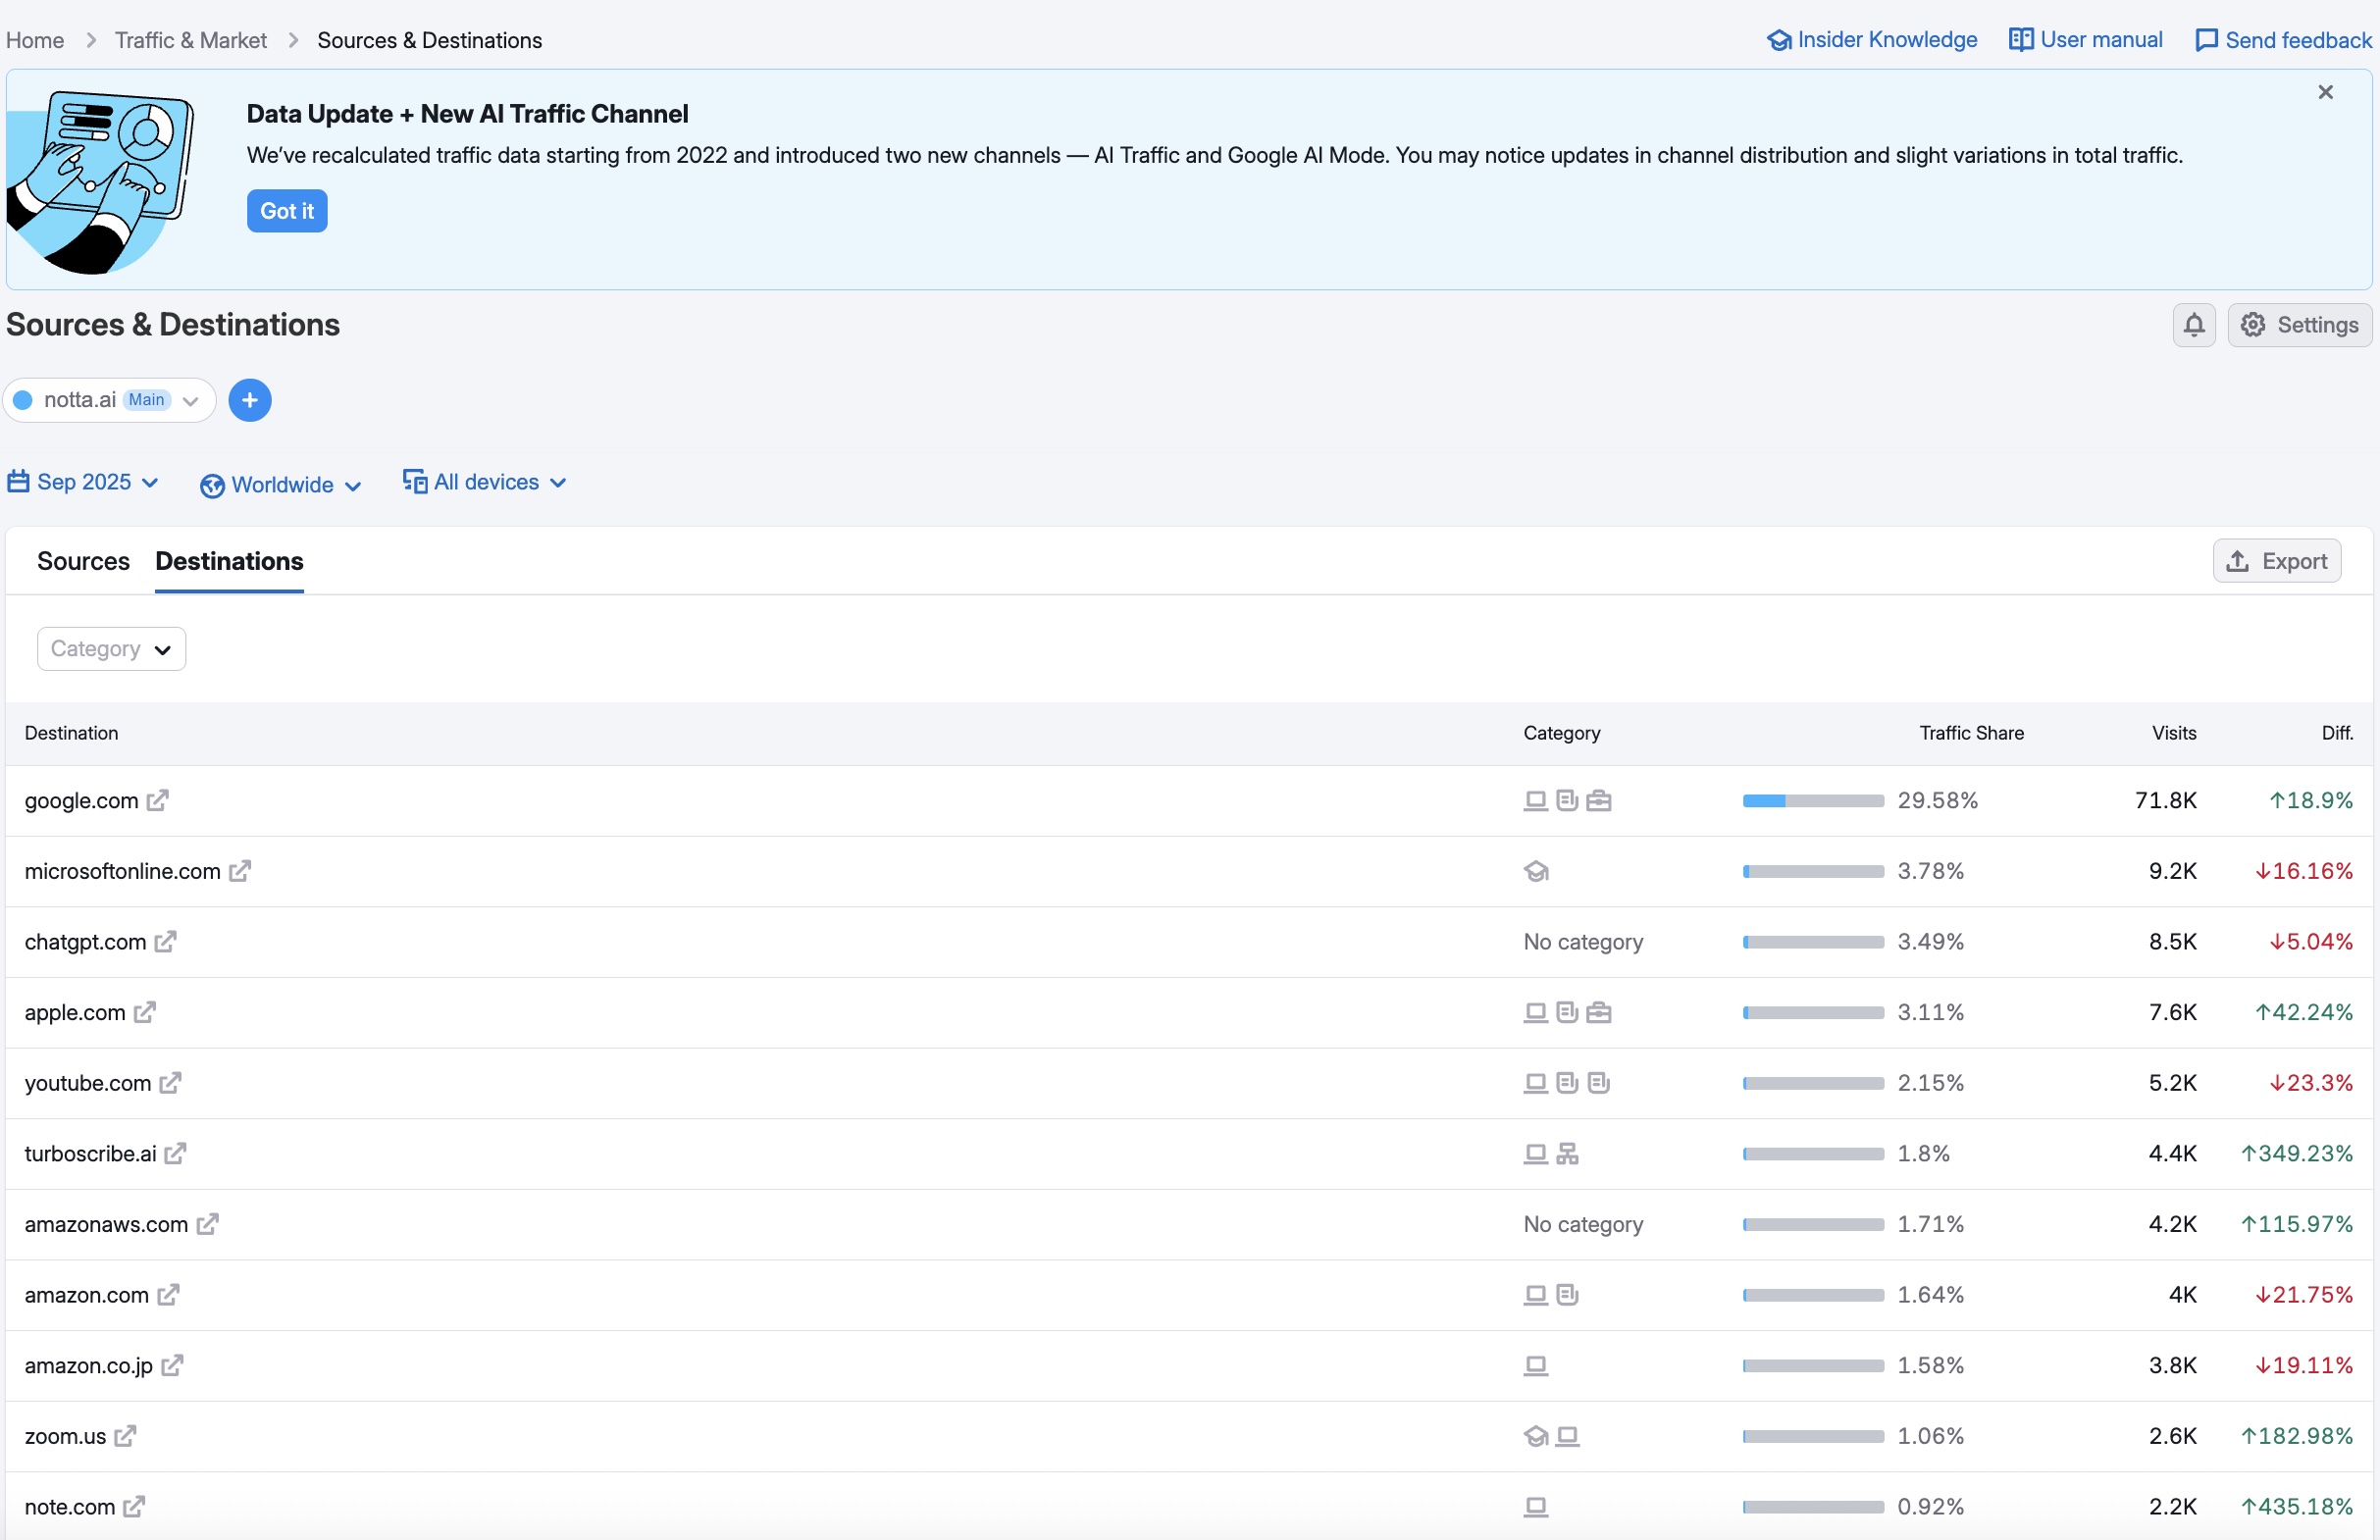 Home > Traffic & Market > Sources & Destinations
Insider Knowledge User manual Send feedback
Data Update + New AI Traffic Channel
We've recalculated traffic data starting from 2022 and introduced two new channels — AI Traffic and Google AI Mode. You may notice updates in channel distribution and slight variations in total traffic.
Got it
Sources & Destinations
Settings
notta.ai Main
Sep 2025 Worldwide All devices
Sources Destinations
Export
Category
Destination Category Traffic Share Visits Diff.
google.com 29.58% 71.8K ↑18.9%
microsoftonline.com 3.78% 9.2K ↓16.16%
chatgpt.com No category 3.49% 8.5K ↓5.04%
apple.com 3.11% 7.6K ↑42.24%
youtube.com 2.15% 5.2K ↓23.3%
turboscribe.ai 1.8% 4.4K ↑349.23%
amazonaws.com No category 1.71% 4.2K ↑115.97%
amazon.com 1.64% 4K ↓21.75%
amazon.co.jp 1.58% 3.8K ↓19.11%
zoom.us 1.06% 2.6K ↑182.98%
note.com 0.92% 2.2K ↑435.18%